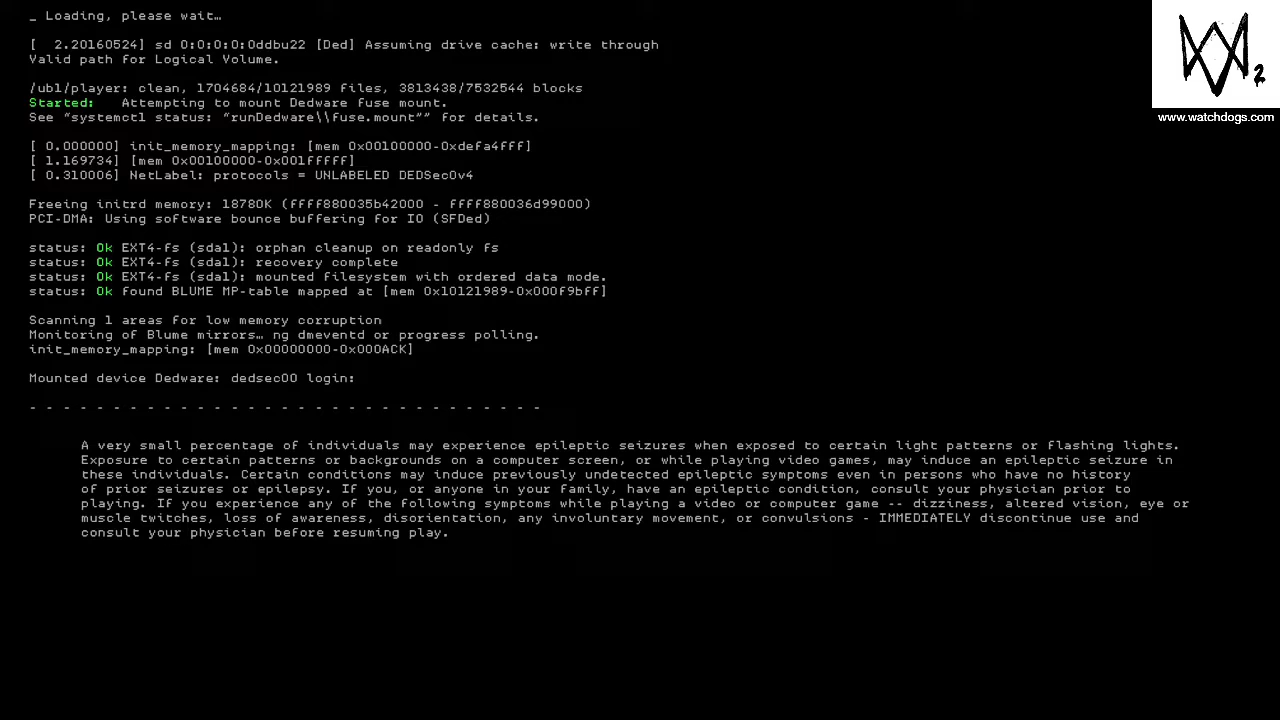 _ Loading, please wait…
[  2.20160524] sd 0:0:0:0:0ddbu22 [Ded] Assuming drive cache: write through
Valid path for Logical Volume.
/ubl/player: clean, 1704684/10121989 files, 3813438/7532544 blocks
Started:   Attempting to mount Dedware fuse mount.
See “systemctl status: “runDedware\\fuse.mount”” for details.
[ 0.000000] init_memory_mapping: [mem 0x00100000-0xdefa4fff]
[ 1.169734] [mem 0x00100000-0x001fffff]
[ 0.310006] NetLabel: protocols = UNLABELED DEDSec0v4
Freeing initrd memory: 18780K (ffff880035b42000 - ffff880036d99000)
PCI-DMA: Using software bounce buffering for IO (SFDed)
status: Ok EXT4-fs (sda1): orphan cleanup on readonly fs
status: Ok EXT4-fs (sda1): recovery complete
status: Ok EXT4-fs (sda1): mounted filesystem with ordered data mode.
status: Ok found BLUME MP-table mapped at [mem 0x10121989-0x000f9bff]
Scanning 1 areas for low memory corruption
Monitoring of Blume mirrors… ng dmeventd or progress polling.
init_memory_mapping: [mem 0x00000000-0x000ACK]
Mounted device Dedware: dedsec00 login:
- - - - - - - - - - - - - - - - - - - - - - - - - - - - - - -
A very small percentage of individuals may experience epileptic seizures when exposed to certain light patterns or flashing lights.
Exposure to certain patterns or backgrounds on a computer screen, or while playing video games, may induce an epileptic seizure in
these individuals. Certain conditions may induce previously undetected epileptic symptoms even in persons who have no history
of prior seizures or epilepsy. If you, or anyone in your family, have an epileptic condition, consult your physician prior to
playing. If you experience any of the following symptoms while playing a video or computer game -- dizziness, altered vision, eye or
muscle twitches, loss of awareness, disorientation, any involuntary movement, or convulsions - IMMEDIATELY discontinue use and
consult your physician before resuming play.
2
www.watchdogs.com